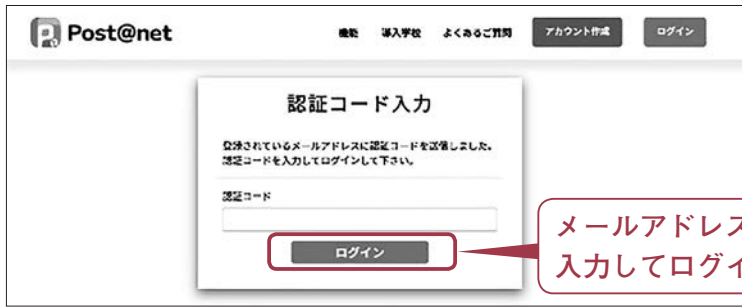 Post@net
機能 導入学校 よくあるご質問 アカウント作成 ログイン
認証コード入力
登録されているメールアドレスに認証コードを送信しました。
認証コードを入力してログインして下さい。
認証コード
ログイン
メールアドレス
入力してログイ